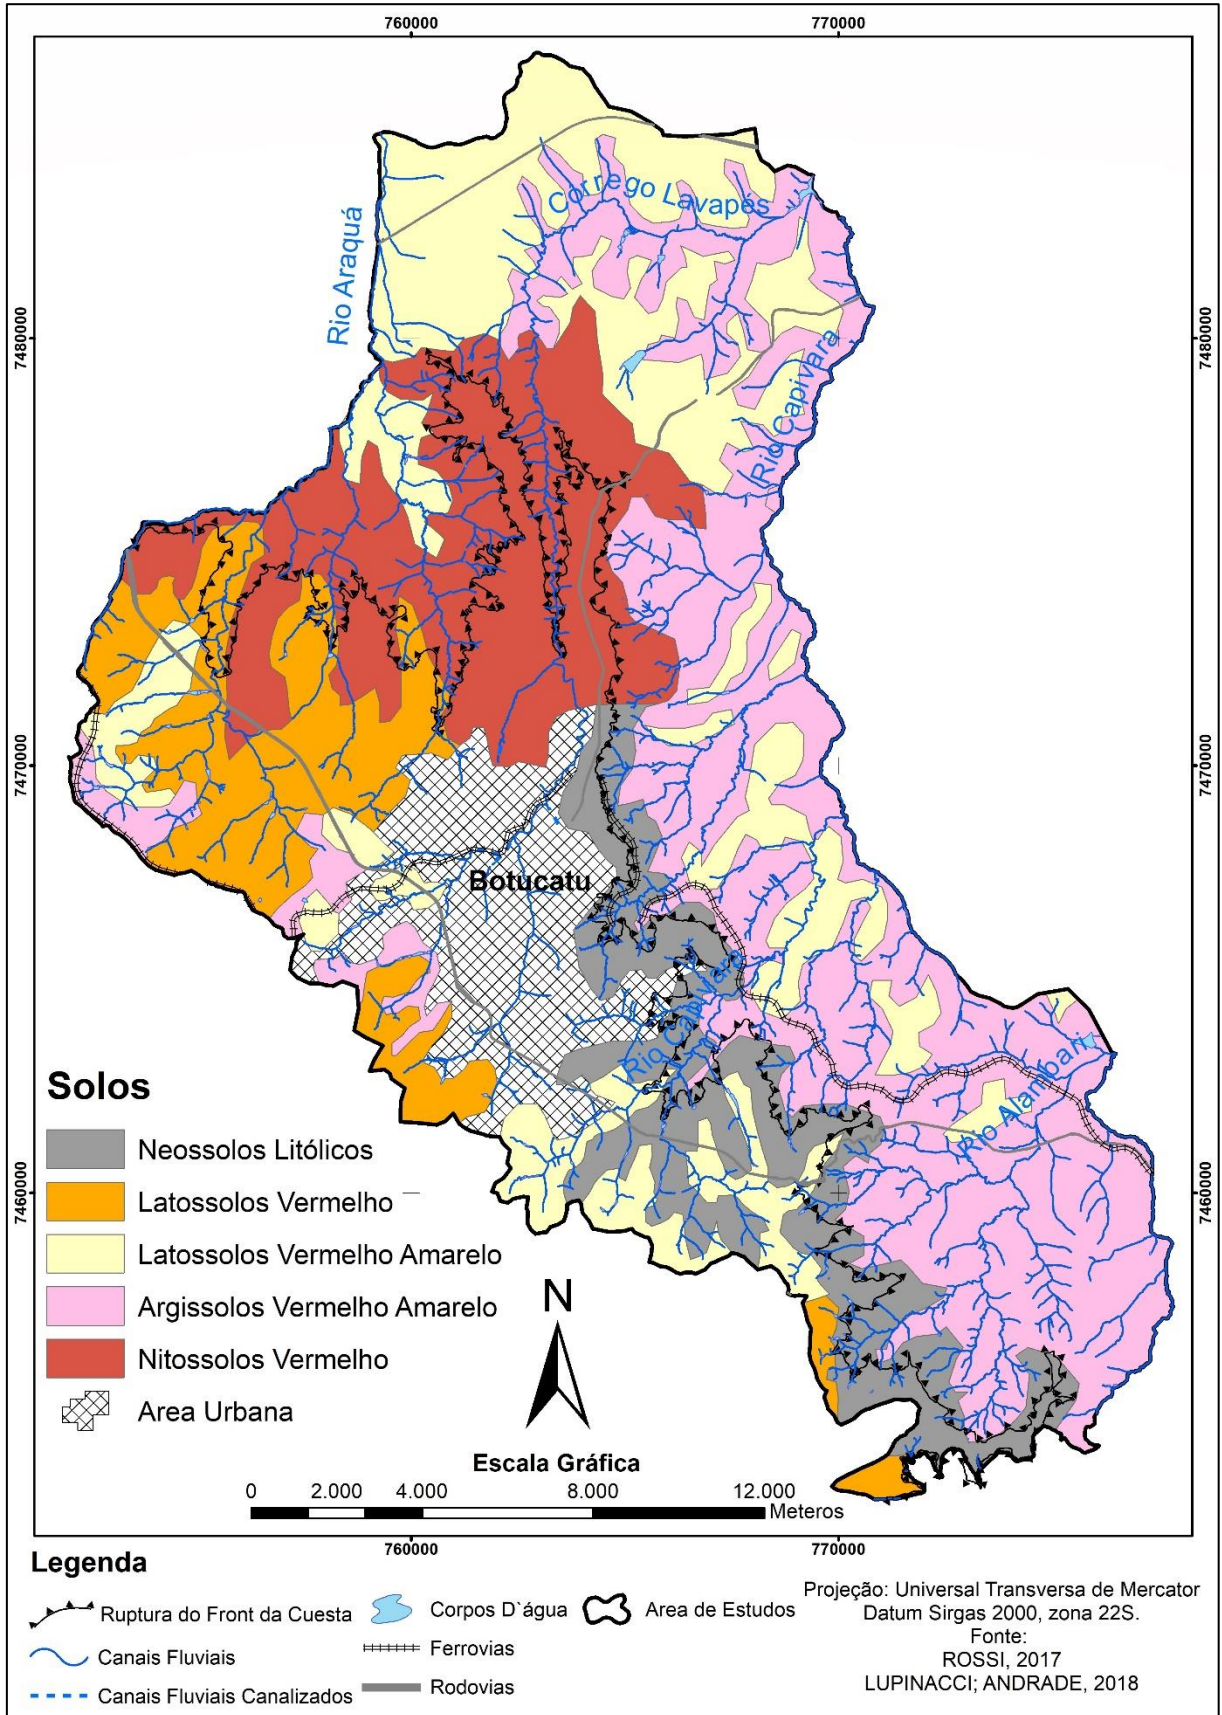 760000
770000
Córrego Lavapés
Rio Araquá
7480000
7480000
Rio Capivara
7470000
7470000
Botucatu
Rio Capivara
Rio Alambari
Solos
Neossolos Litólicos
Latossolos Vermelho
Latossolos Vermelho Amarelo
Argissolos Vermelho Amarelo
Nitossolos Vermelho
Area Urbana
7460000
7460000
N
Escala Gráfica
0 2.000 4.000 8.000 12.000
Meteros
760000
770000
Legenda
Ruptura do Front da Cuesta
Corpos D`água
Area de Estudos
Canais Fluviais
Ferrovias
Canais Fluviais Canalizados
Rodovias
Projeção: Universal Transversa de Mercator
Datum Sirgas 2000, zona 22S.
Fonte:
ROSSI, 2017
LUPINACCI; ANDRADE, 2018